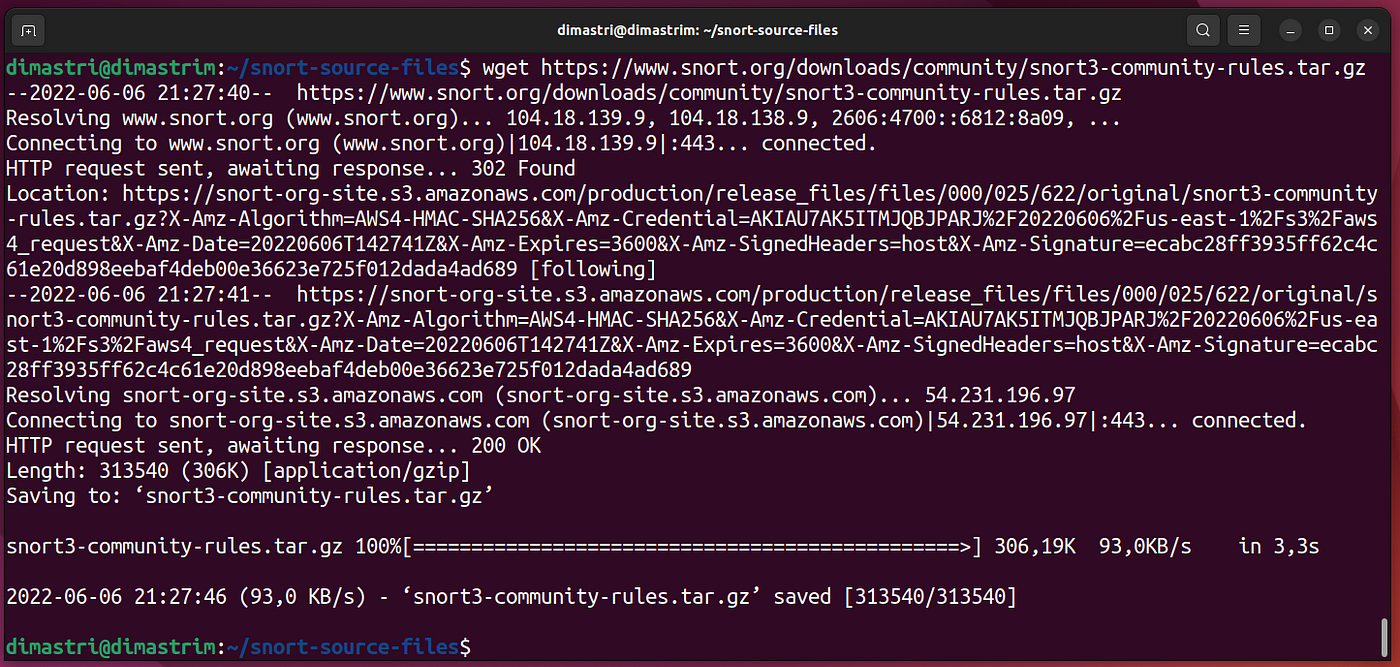 dimastri@dimastrim: ~/snort-source-files
dimastri@dimastrim:~/snort-source-files$ wget https://www.snort.org/downloads/community/snort3-community-rules.tar.gz
--2022-06-06 21:27:40--  https://www.snort.org/downloads/community/snort3-community-rules.tar.gz
Resolving www.snort.org (www.snort.org)... 104.18.139.9, 104.18.138.9, 2606:4700::6812:8a09, ...
Connecting to www.snort.org (www.snort.org)|104.18.139.9|:443... connected.
HTTP request sent, awaiting response... 302 Found
Location: https://snort-org-site.s3.amazonaws.com/production/release_files/files/000/025/622/original/snort3-community
-rules.tar.gz?X-Amz-Algorithm=AWS4-HMAC-SHA256&X-Amz-Credential=AKIAU7AK5ITMJQBJPARJ%2F20220606%2Fus-east-1%2Fs3%2Faws
4_request&X-Amz-Date=20220606T142741Z&X-Amz-Expires=3600&X-Amz-SignedHeaders=host&X-Amz-Signature=ecabc28ff3935ff62c4c
61e20d898eebaf4deb00e36623e725f012dada4ad689 [following]
--2022-06-06 21:27:41--  https://snort-org-site.s3.amazonaws.com/production/release_files/files/000/025/622/original/s
nort3-community-rules.tar.gz?X-Amz-Algorithm=AWS4-HMAC-SHA256&X-Amz-Credential=AKIAU7AK5ITMJQBJPARJ%2F20220606%2Fus-ea
st-1%2Fs3%2Faws4_request&X-Amz-Date=20220606T142741Z&X-Amz-Expires=3600&X-Amz-SignedHeaders=host&X-Amz-Signature=ecabc
28ff3935ff62c4c61e20d898eebaf4deb00e36623e725f012dada4ad689
Resolving snort-org-site.s3.amazonaws.com (snort-org-site.s3.amazonaws.com)... 54.231.196.97
Connecting to snort-org-site.s3.amazonaws.com (snort-org-site.s3.amazonaws.com)|54.231.196.97|:443... connected.
HTTP request sent, awaiting response... 200 OK
Length: 313540 (306K) [application/gzip]
Saving to: ‘snort3-community-rules.tar.gz’
snort3-community-rules.tar.gz 100%[===============================================>] 306,19K  93,0KB/s    in 3,3s
2022-06-06 21:27:46 (93,0 KB/s) - ‘snort3-community-rules.tar.gz’ saved [313540/313540]
dimastri@dimastrim:~/snort-source-files$